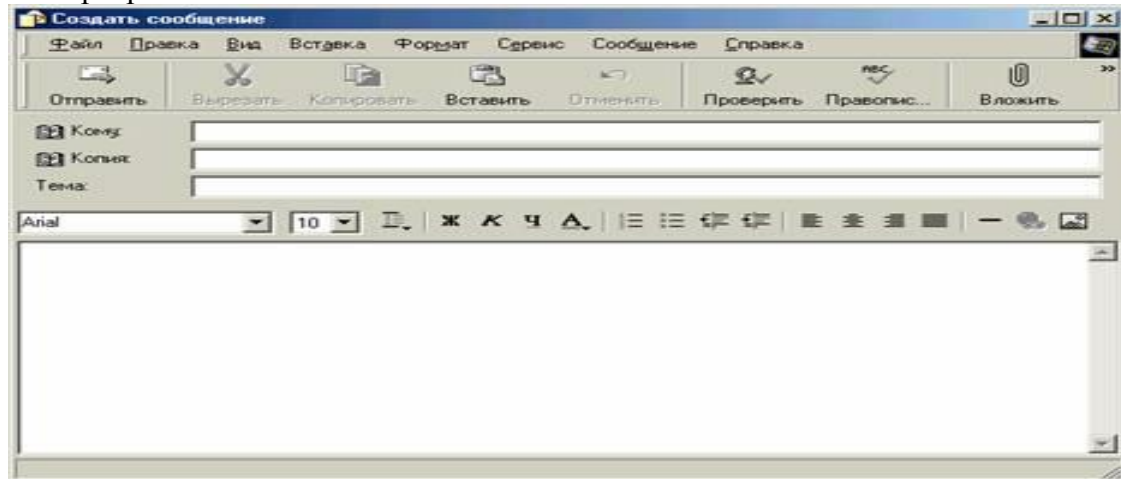 Создать сообщение
Файл Правка Вид Вставка Формат Сервис Сообщение Справка
Отправить Вырезать Копировать Вставить Отменить Проверить Правопис... Вложить
Кому:
Копия:
Тема:
Arial 10 Ж К Ч А